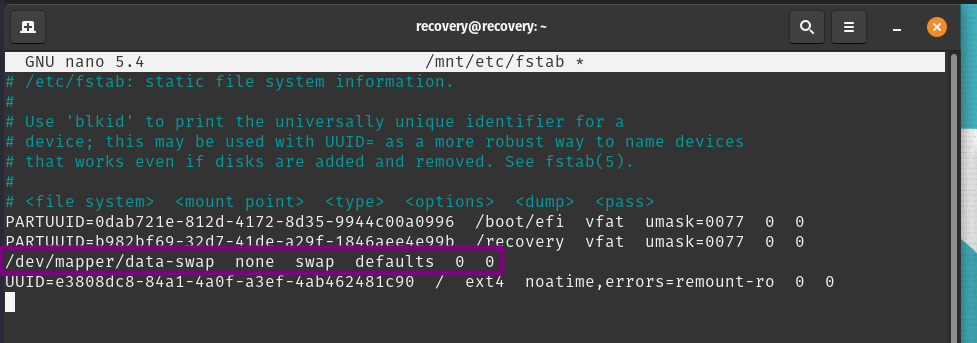 recovery@recovery: ~
GNU nano 5.4 /mnt/etc/fstab *
# /etc/fstab: static file system information.
#
# Use 'blkid' to print the universally unique identifier for a
# device; this may be used with UUID= as a more robust way to name devices
# that works even if disks are added and removed. See fstab(5).
#
# <file system> <mount point> <type> <options> <dump> <pass>
PARTUUID=0dab721e-812d-4172-8d35-9944c00a0996 /boot/efi vfat umask=0077 0 0
PARTUUID=b982bf69-32d7-41de-a29f-1846aee4e99b /recovery vfat umask=0077 0 0
/dev/mapper/data-swap none swap defaults 0 0
UUID=e3808dc8-84a1-4a0f-a3ef-4ab462481c90 / ext4 noatime,errors=remount-ro 0 0